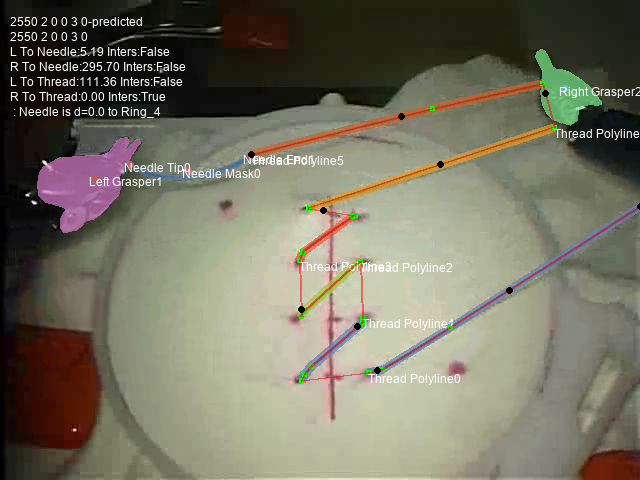 2550 2 0 0 3 0-predicted
2550 2 0 0 3 0
L To Needle:5.19 Inters:False
R To Needle:295.70 Inters:False
L To Thread:111.36 Inters:False
R To Thread:0.00 Inters:True
: Needle is d=0.0 to Ring_4
Right Grasper2
Thread Polyline
Needle Tip0
Thread Polyline5
Needle Mask0
Left Grasper1
Thread Polyline2
Thread Polyline1
Thread Polyline0